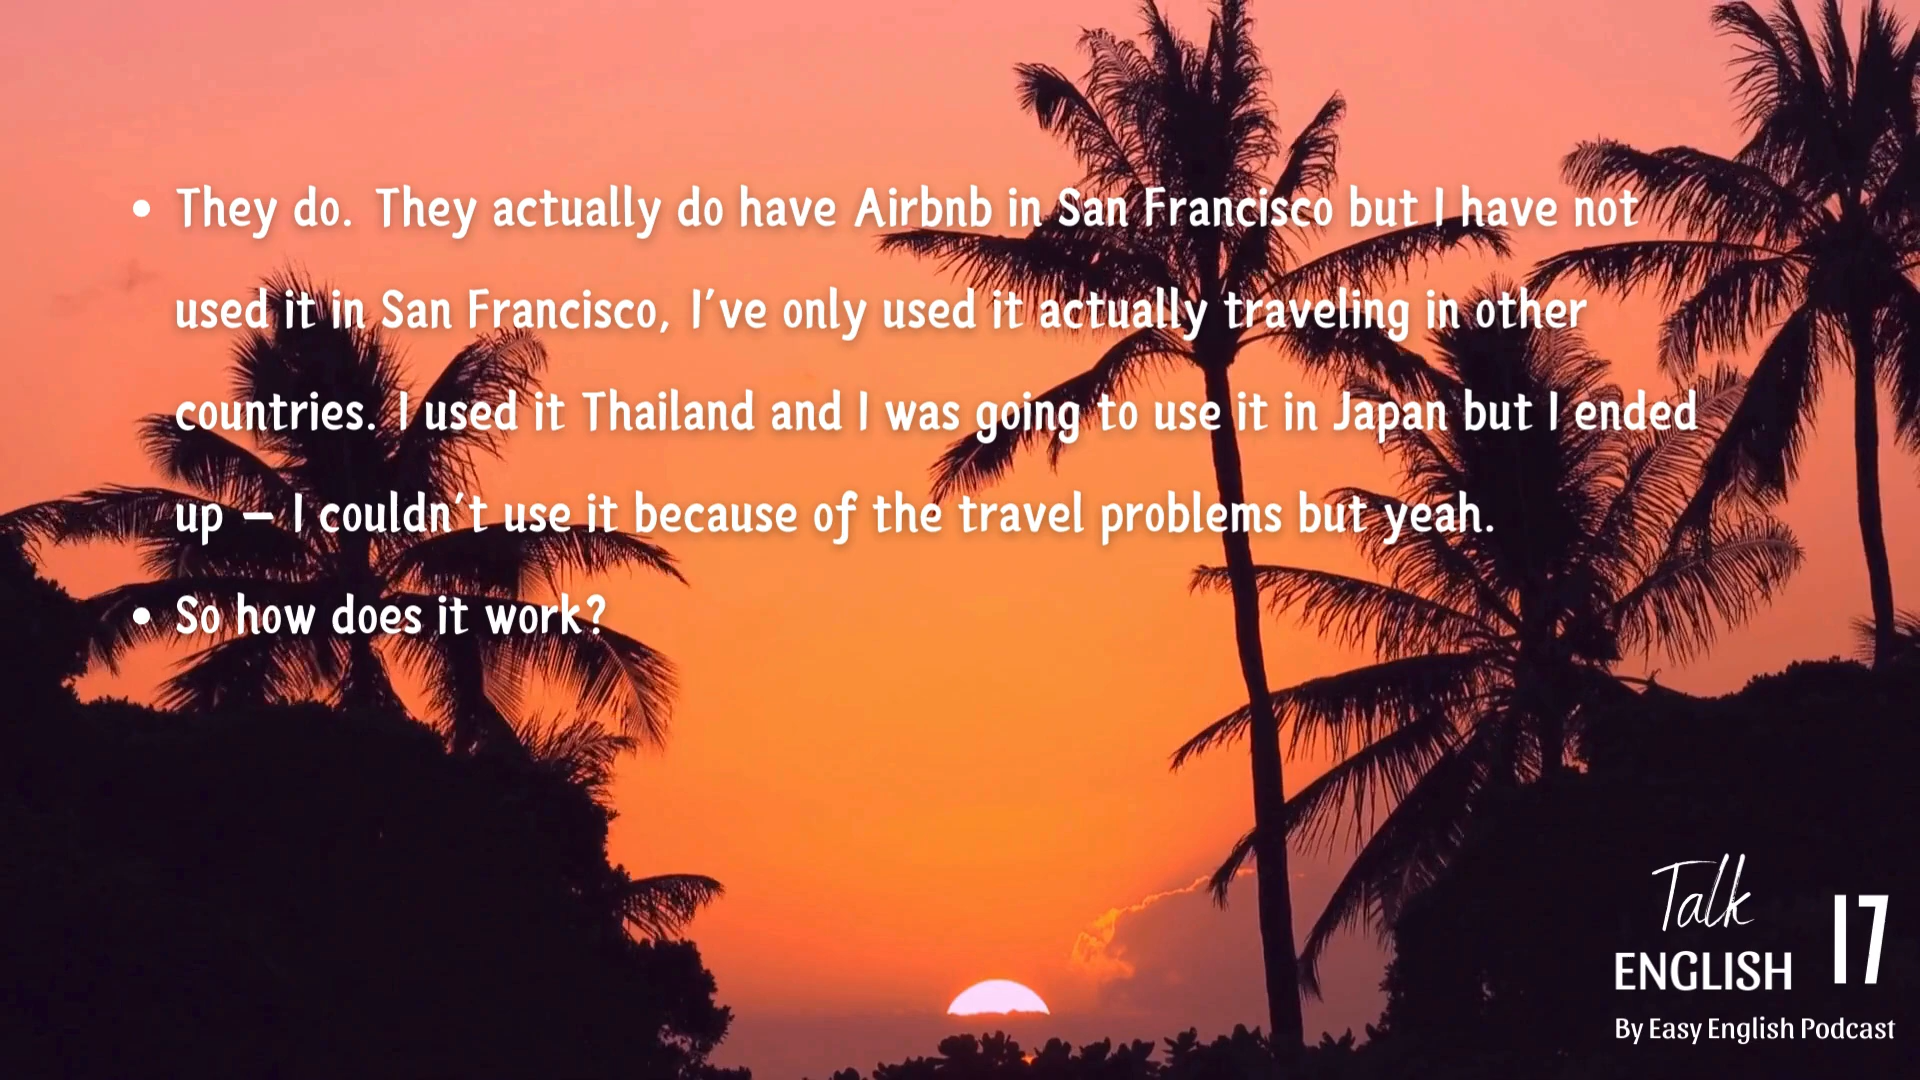 • They do. They actually do have Airbnb in San Francisco but I have not
used it in San Francisco, I've only used it actually traveling in other
countries. I used it Thailand and I was going to use it in Japan but I ended
up – I couldn't use it because of the travel problems but yeah.
• So how does it work?
Talk
ENGLISH 17
By Easy English Podcast